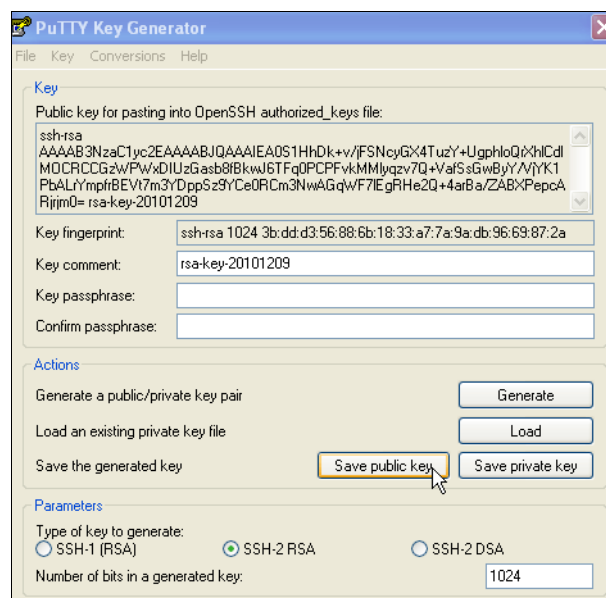 PuTTY Key Generator
File Key Conversions Help
Key
Public key for pasting into OpenSSH authorized_keys file:
ssh-rsa
AAAAB3NzaC1yc2EAAAABJQAAAIEA0S1HhDk+v/jFSNcyGX4TuzY+UgphloQrXhlCdl
MOCRCCGzWPWxDIUzGasb8fBkwJ6TFq0PCPFvkMMlyqzv7Q+VafSsGwByY/VjYK1
PbALrYmpfrBEVt7m3YDppSz9YCe0RCm3NwAGqWF7lEgRHe2Q+4arBa/ZABXPepcA
Rjrjm0= rsa-key-20101209
Key fingerprint: ssh-rsa 1024 3b:dd:d3:56:88:6b:18:33:a7:7a:9a:db:96:69:87:2a
Key comment: rsa-key-20101209
Key passphrase:
Confirm passphrase:
Actions
Generate a public/private key pair Generate
Load an existing private key file Load
Save the generated key Save public key Save private key
Parameters
Type of key to generate:
SSH-1 (RSA) SSH-2 RSA SSH-2 DSA
Number of bits in a generated key: 1024